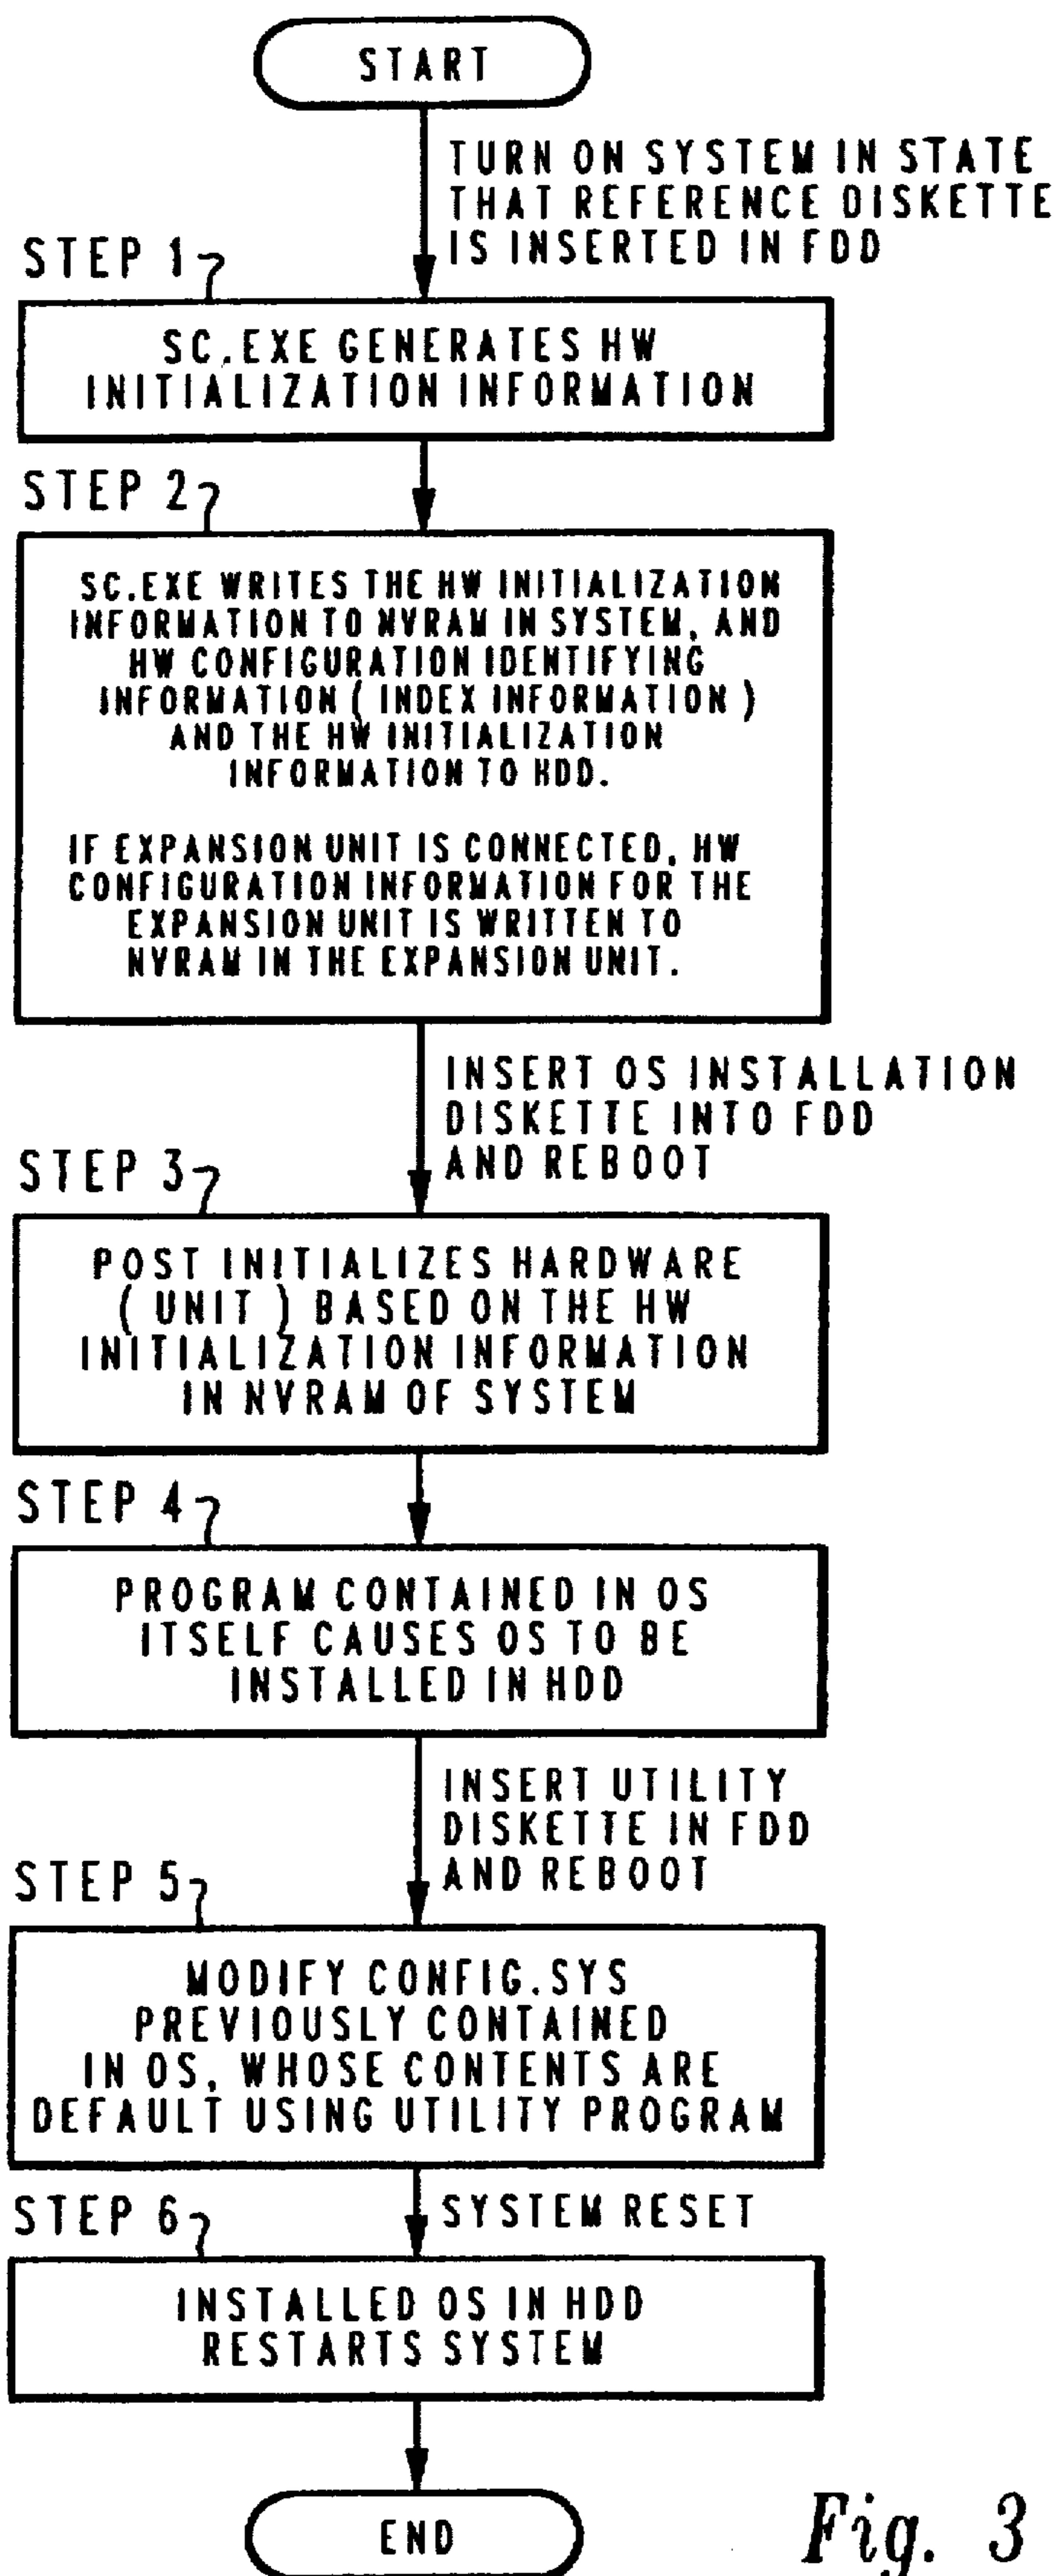 START
TURN ON SYSTEM IN STATE
THAT REFERENCE DISKETTE
IS INSERTED IN FDD
STEP 1
SC.EXE GENERATES HW
INITIALIZATION INFORMATION
STEP 2
SC.EXE WRITES THE HW INITIALIZATION
INFORMATION TO NVRAM IN SYSTEM, AND
HW CONFIGURATION IDENTIFYING
INFORMATION ( INDEX INFORMATION )
AND THE HW INITIALIZATION
INFORMATION TO HDD.
IF EXPANSION UNIT IS CONNECTED, HW
CONFIGURATION INFORMATION FOR THE
EXPANSION UNIT IS WRITTEN TO
NVRAM IN THE EXPANSION UNIT.
INSERT OS INSTALLATION
DISKETTE INTO FDD
AND REBOOT
STEP 3
POST INITIALIZES HARDWARE
( UNIT ) BASED ON THE HW
INITIALIZATION INFORMATION
IN NVRAM OF SYSTEM
STEP 4
PROGRAM CONTAINED IN OS
ITSELF CAUSES OS TO BE
INSTALLED IN HDD
INSERT UTILITY
DISKETTE IN FDD
AND REBOOT
STEP 5
MODIFY CONFIG.SYS
PREVIOUSLY CONTAINED
IN OS, WHOSE CONTENTS ARE
DEFAULT USING UTILITY PROGRAM
SYSTEM RESET
STEP 6
INSTALLED OS IN HDD
RESTARTS SYSTEM
END
Fig. 3